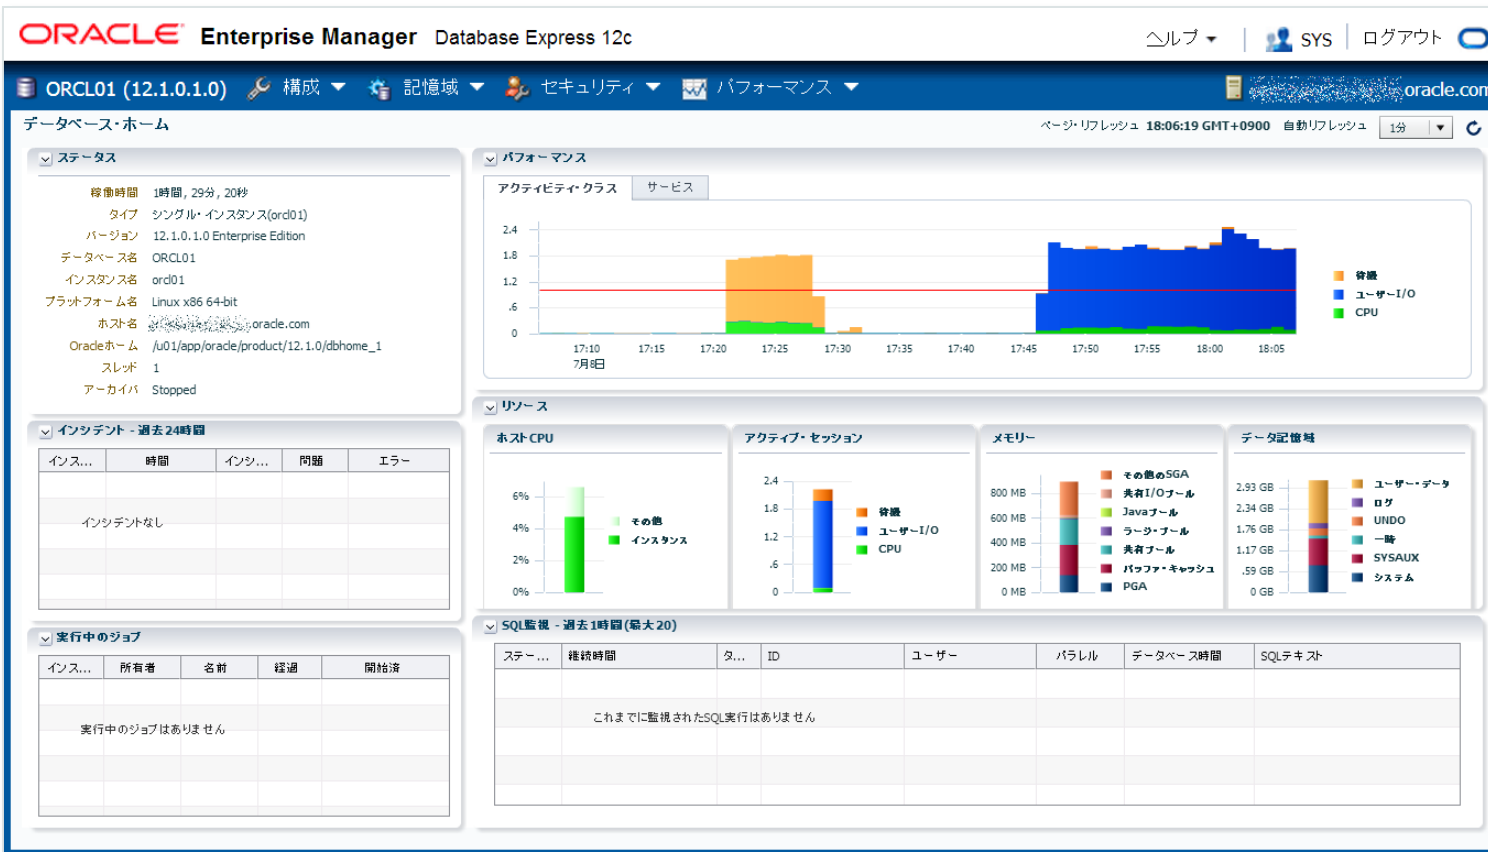 ORACLE Enterprise Manager Database Express 12c
ヘルプ SYS ログアウト
ORCL01 (12.1.0.1.0) 構成 記憶域 セキュリティ パフォーマンス oracle.com
データベース・ホーム
ページ・リフレッシュ 18:06:19 GMT+0900 自動リフレッシュ 1分
ステータス
稼働時間 1時間, 29分, 20秒
タイプ シングル・インスタンス(orcl01)
バージョン 12.1.0.1.0 Enterprise Edition
データベース名 ORCL01
インスタンス名 orcl01
プラットフォーム名 Linux x86 64-bit
ホスト名 oracle.com
Oracleホーム /u01/app/oracle/product/12.1.0/dbhome_1
スレッド 1
アーカイバ Stopped
インシデント - 過去24時間
インス... 時間 インシ... 問題 エラー
インシデントなし
実行中のジョブ
インス... 所有者 名前 経過 開始済
実行中のジョブはありません
パフォーマンス
アクティビティ・クラス サービス
2.4
1.8
1.2
.6
0
17:10 17:15 17:20 17:25 17:30 17:35 17:40 17:45 17:50 17:55 18:00 18:05
7月8日
待機
ユーザーI/O
CPU
リソース
ホストCPU
6%
4%
2%
0%
その他
インスタンス
アクティブ・セッション
2.4
1.8
1.2
.6
0
待機
ユーザーI/O
CPU
メモリー
800 MB
600 MB
400 MB
200 MB
0 MB
その他のSGA
共有I/Oプール
Javaプール
ラージ・プール
共有プール
バッファ・キャッシュ
PGA
データ記憶域
2.93 GB
2.34 GB
1.76 GB
1.17 GB
.59 GB
0 GB
ユーザー・データ
ログ
UNDO
一時
SYSAUX
システム
SQL監視 - 過去1時間(最大20)
ステー... 継続時間 タ... ID ユーザー パラレル データベース時間 SQLテキスト
これまでに監視されたSQL実行はありません